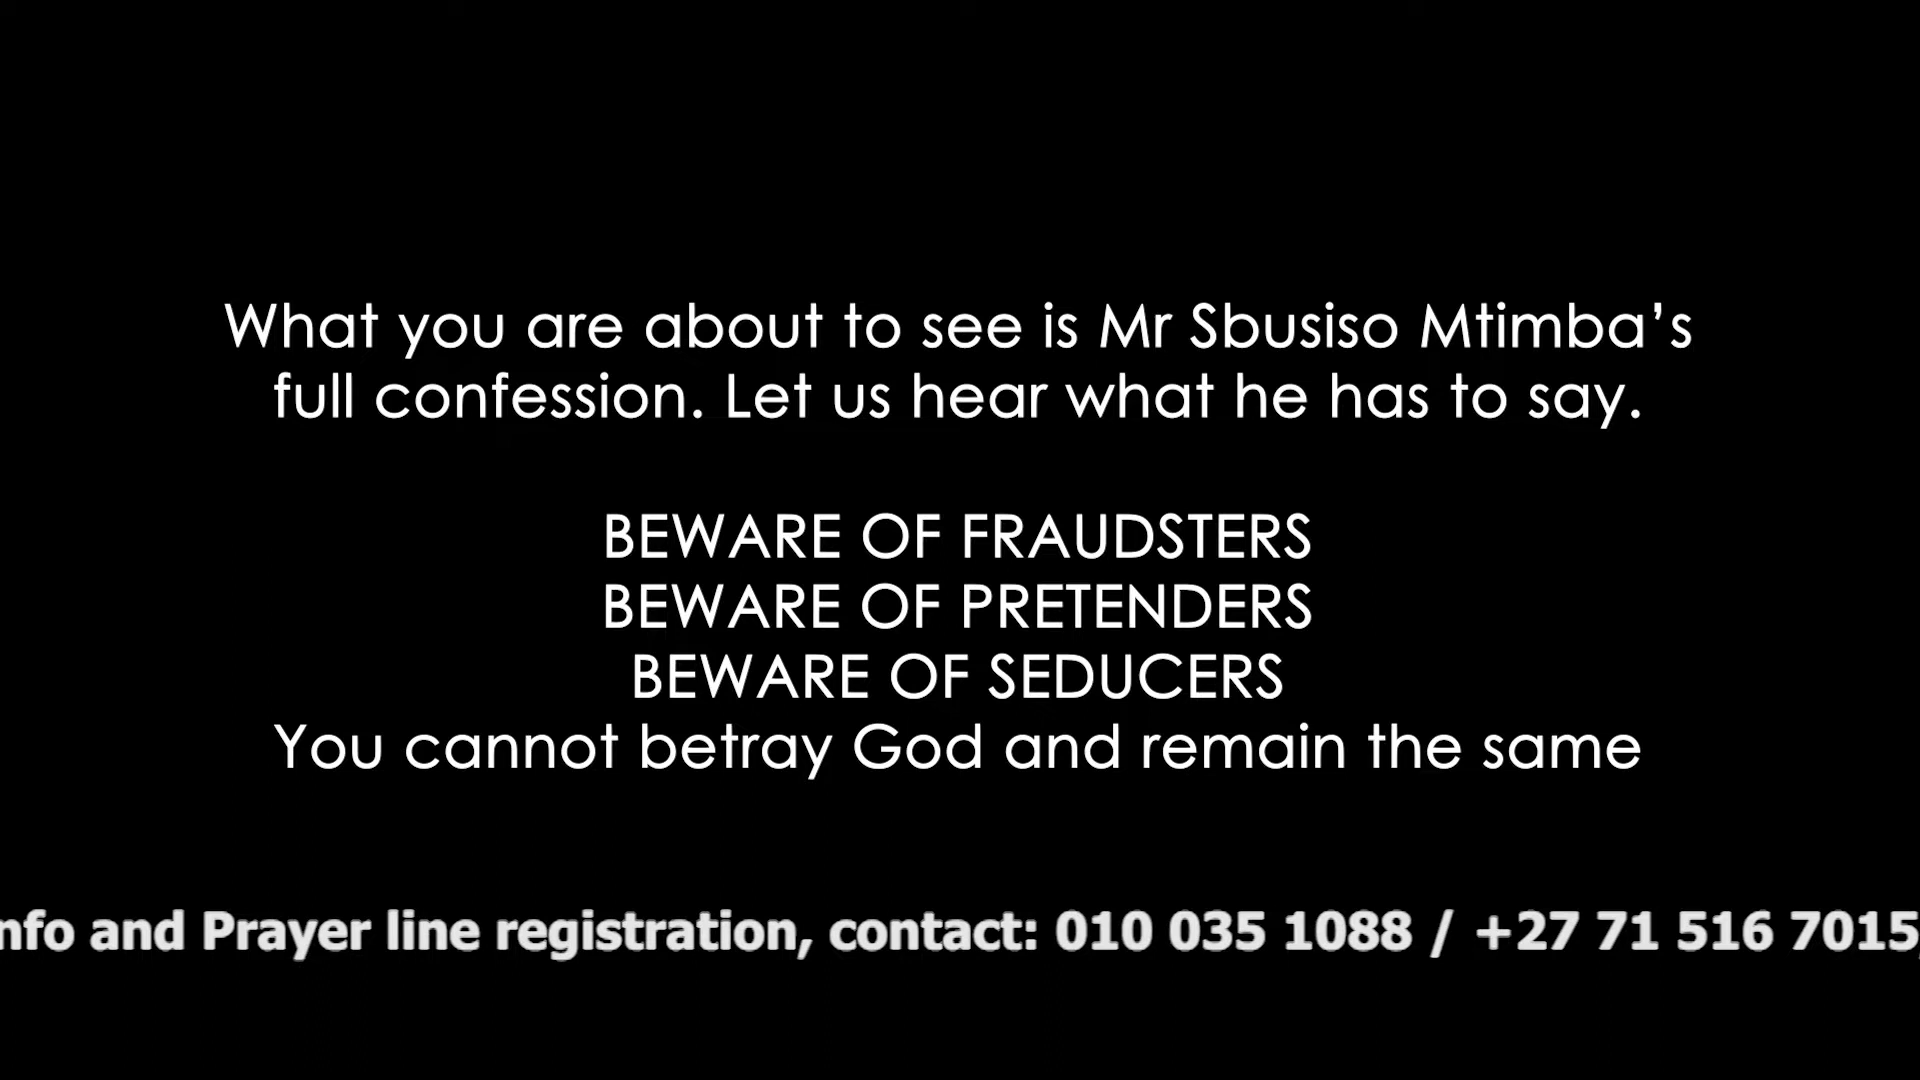 What you are about to see is Mr Sbusiso Mtimba’s
full confession. Let us hear what he has to say.
BEWARE OF FRAUDSTERS
BEWARE OF PRETENDERS
BEWARE OF SEDUCERS
You cannot betray God and remain the same
nfo and Prayer line registration, contact: 010 035 1088 / +27 71 516 7015,